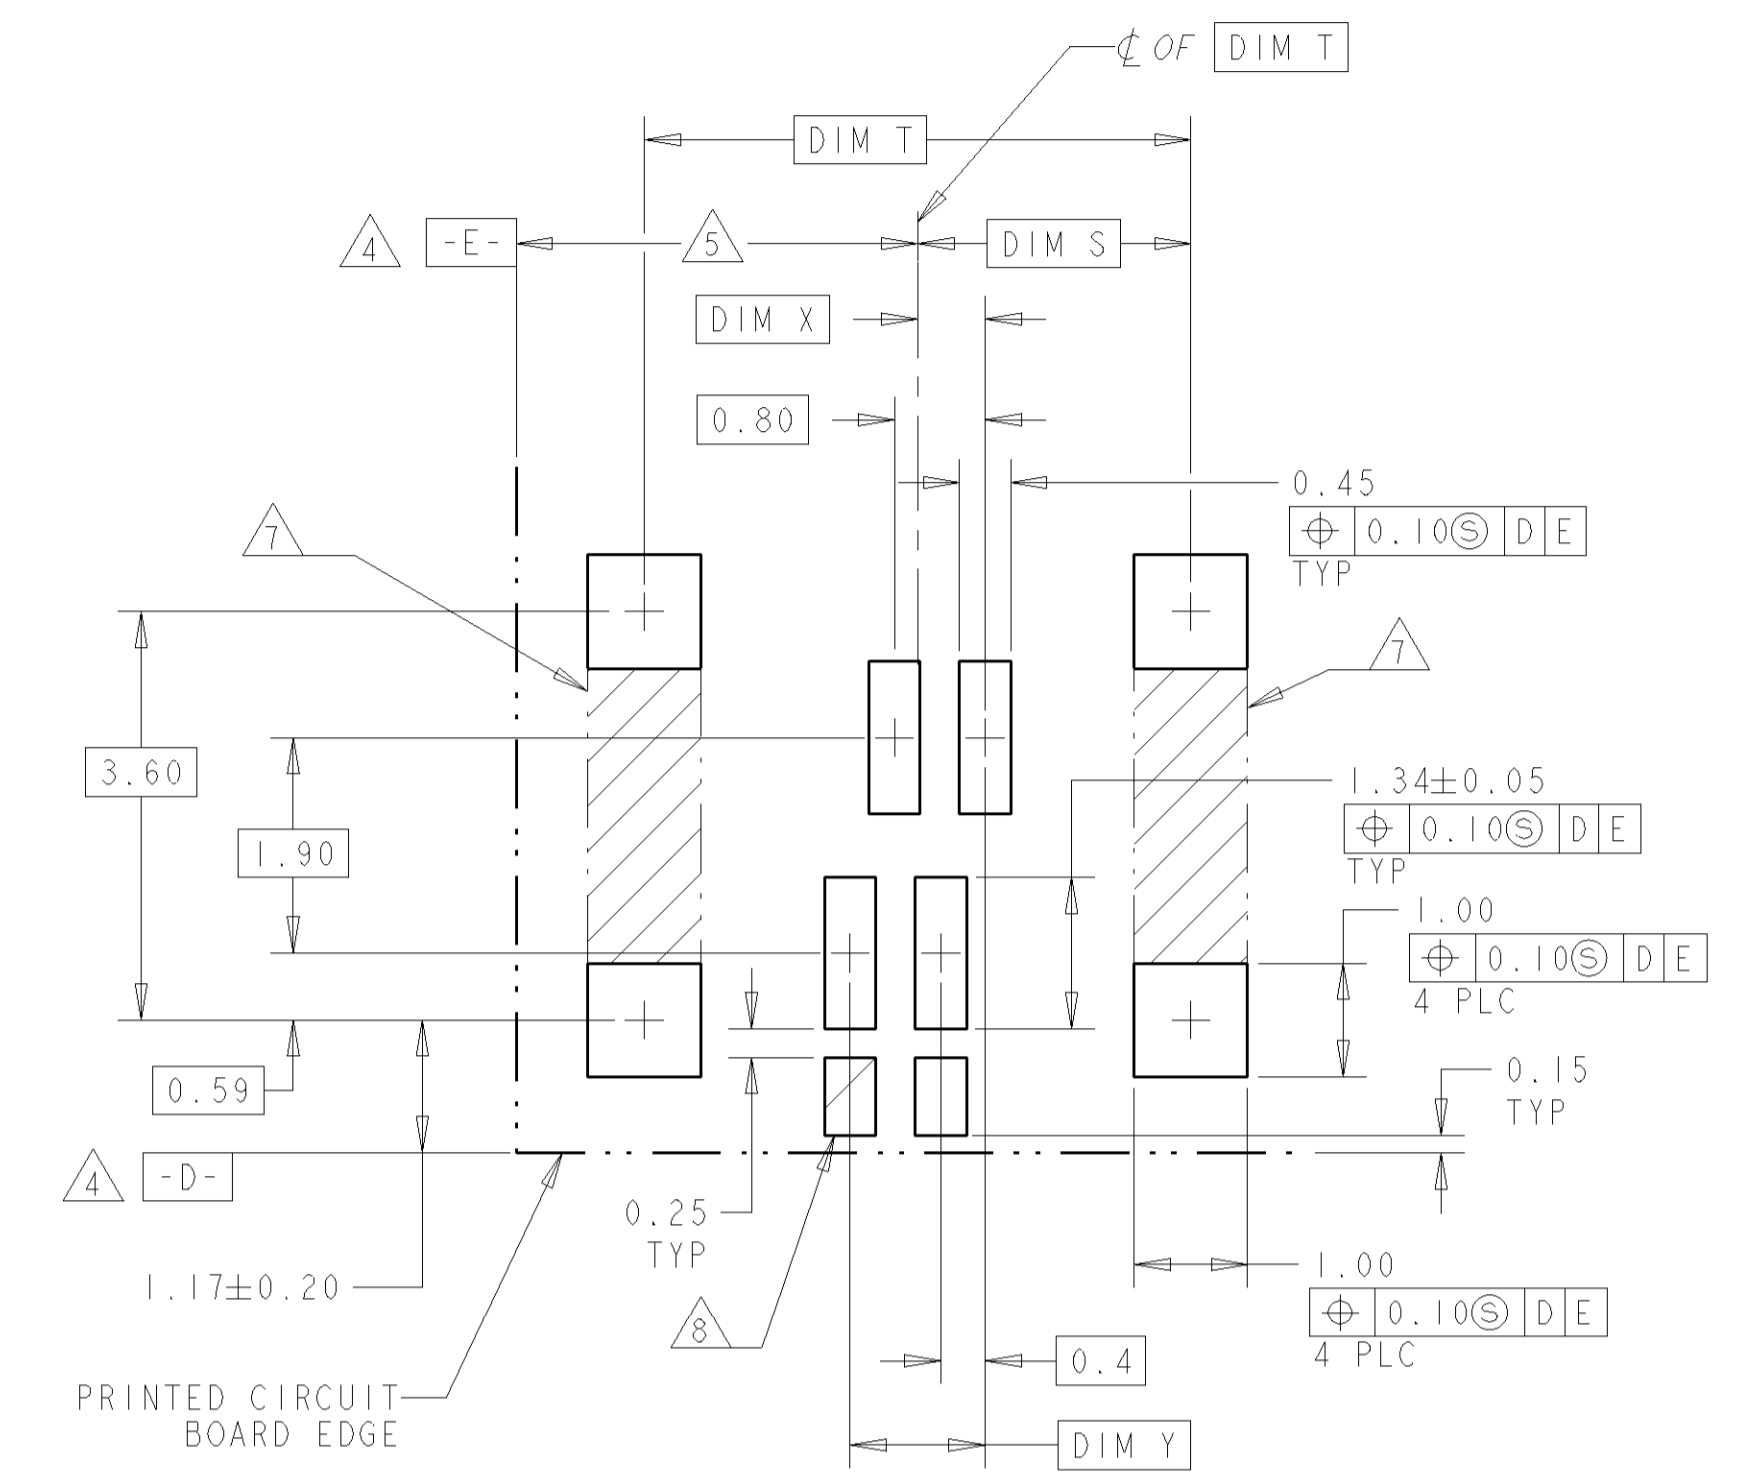 ℄ OF DIM T
DIM T
4 -E- 5 DIM S
DIM X
0.80
0.45
⌖ 0.10Ⓢ D E
TYP
7
7
3.60
1.34±0.05
⌖ 0.10Ⓢ D E
TYP
1.90
1.00
⌖ 0.10Ⓢ D E
4 PLC
0.59
0.15
TYP
4 -D-
0.25
TYP
1.17±0.20
1.00
⌖ 0.10Ⓢ D E
4 PLC
8
0.4
PRINTED CIRCUIT
BOARD EDGE
DIM Y